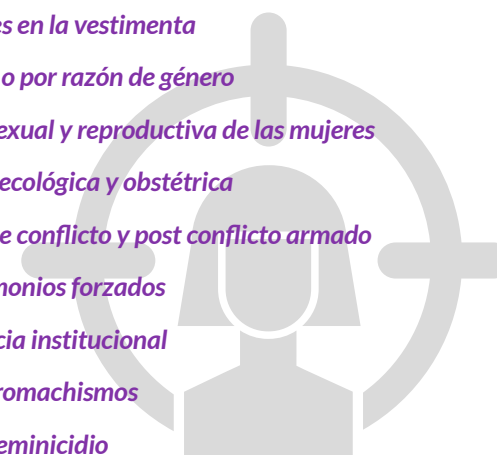 es en la vestimenta
o por razón de género
exual y reproductiva de las mujeres
ecológica y obstétrica
e conflicto y post conflicto armado
monios forzados
cia institucional
romachismos
eminicidio